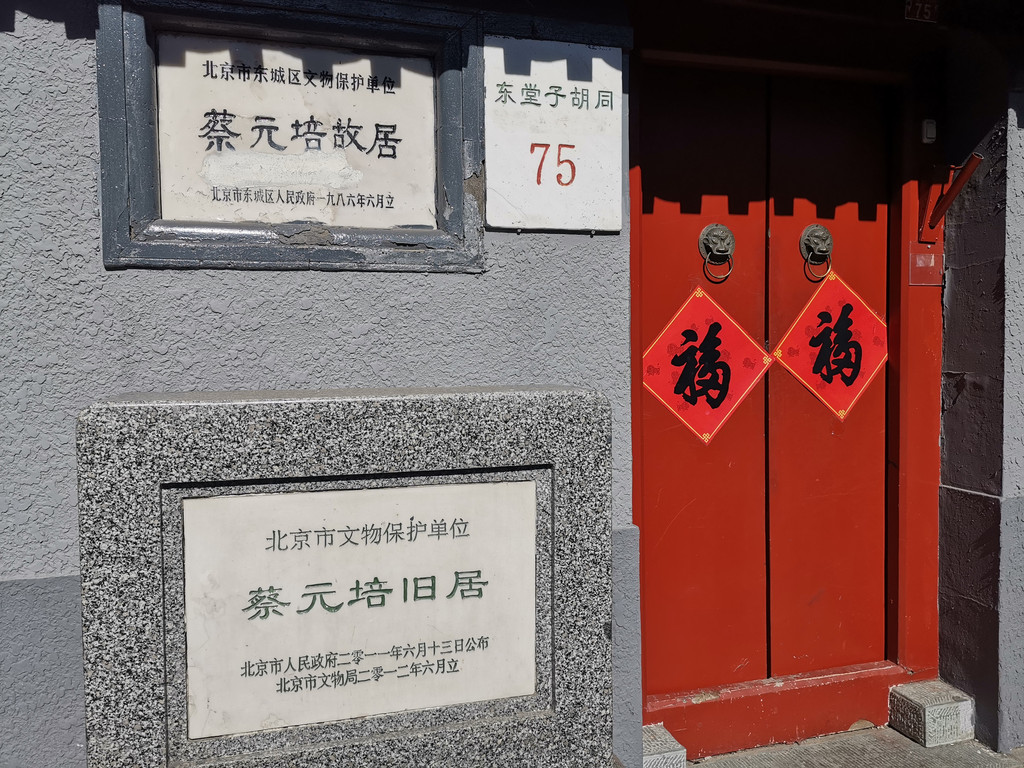 北京市东城区文物保护单位
蔡元培故居
北京市东城区人民政府一九八六年六月立
东堂子胡同
75
75
福
福
北京市文物保护单位
蔡元培旧居
北京市人民政府二零一一年六月十三日公布
北京市文物局二零一二年六月立